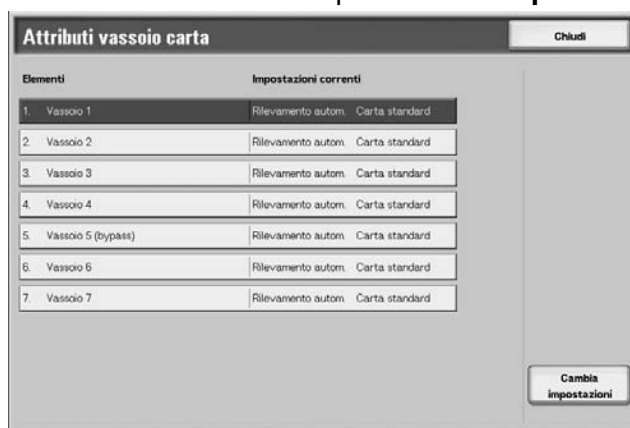 Attributi vassoio carta Chiudi
Elementi Impostazioni correnti
1. Vassoio 1 Rilevamento autom. Carta standard
2. Vassoio 2 Rilevamento autom. Carta standard
3. Vassoio 3 Rilevamento autom. Carta standard
4. Vassoio 4 Rilevamento autom. Carta standard
5. Vassoio 5 (bypass) Rilevamento autom. Carta standard
6. Vassoio 6 Rilevamento autom. Carta standard
7. Vassoio 7 Rilevamento autom. Carta standard
Cambia
impostazioni